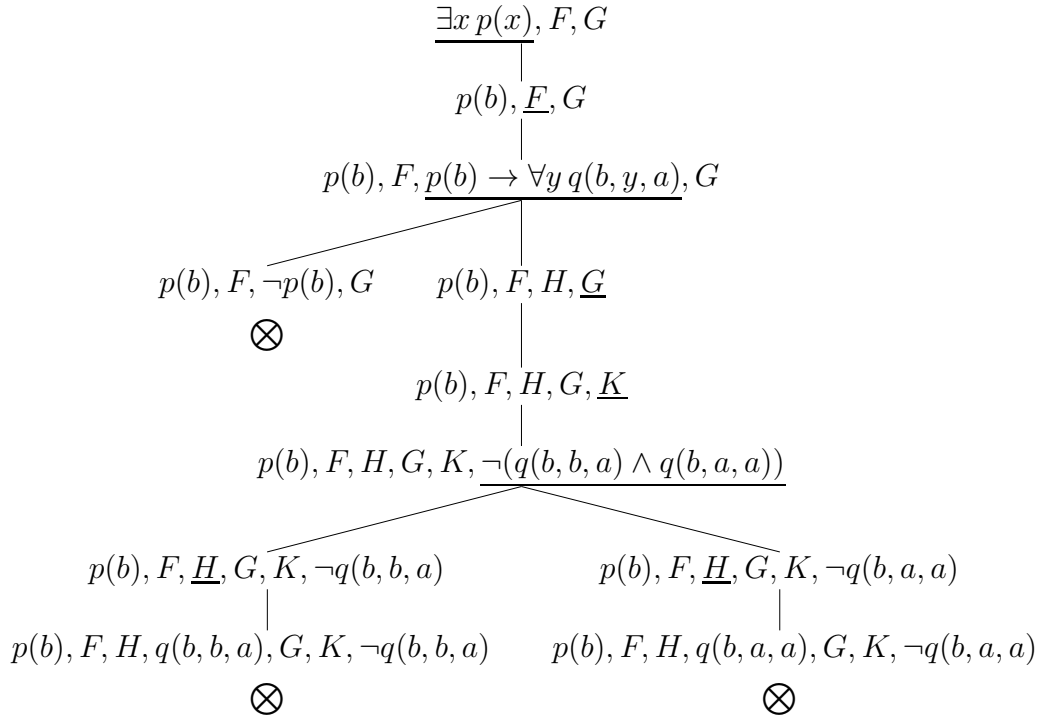 ∃x p(x), F, G
p(b), F, G
p(b), F, p(b) → ∀y q(b, y, a), G
p(b), F, ¬p(b), G
p(b), F, H, G
⊗
p(b), F, H, G, K
p(b), F, H, G, K, ¬(q(b, b, a) ∧ q(b, a, a))
p(b), F, H, G, K, ¬q(b, b, a)
p(b), F, H, G, K, ¬q(b, a, a)
p(b), F, H, q(b, b, a), G, K, ¬q(b, b, a)
p(b), F, H, q(b, a, a), G, K, ¬q(b, a, a)
⊗
⊗